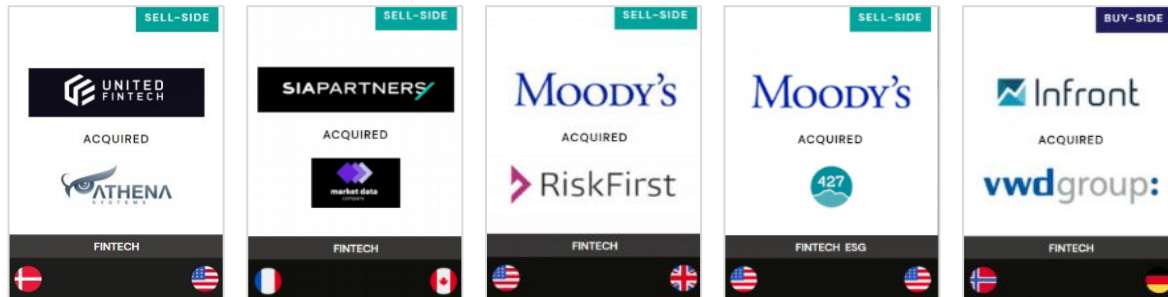 SELL-SIDE
UNITED
FINTECH
ACQUIRED
ATHENA
SYSTEMS
FINTECH
SELL-SIDE
SIAPARTNERS
ACQUIRED
market data
company
FINTECH
SELL-SIDE
MOODY'S
ACQUIRED
RiskFirst
FINTECH
SELL-SIDE
MOODY'S
ACQUIRED
427
FINTECH ESG
BUY-SIDE
Infront
ACQUIRED
vwdgroup:
FINTECH